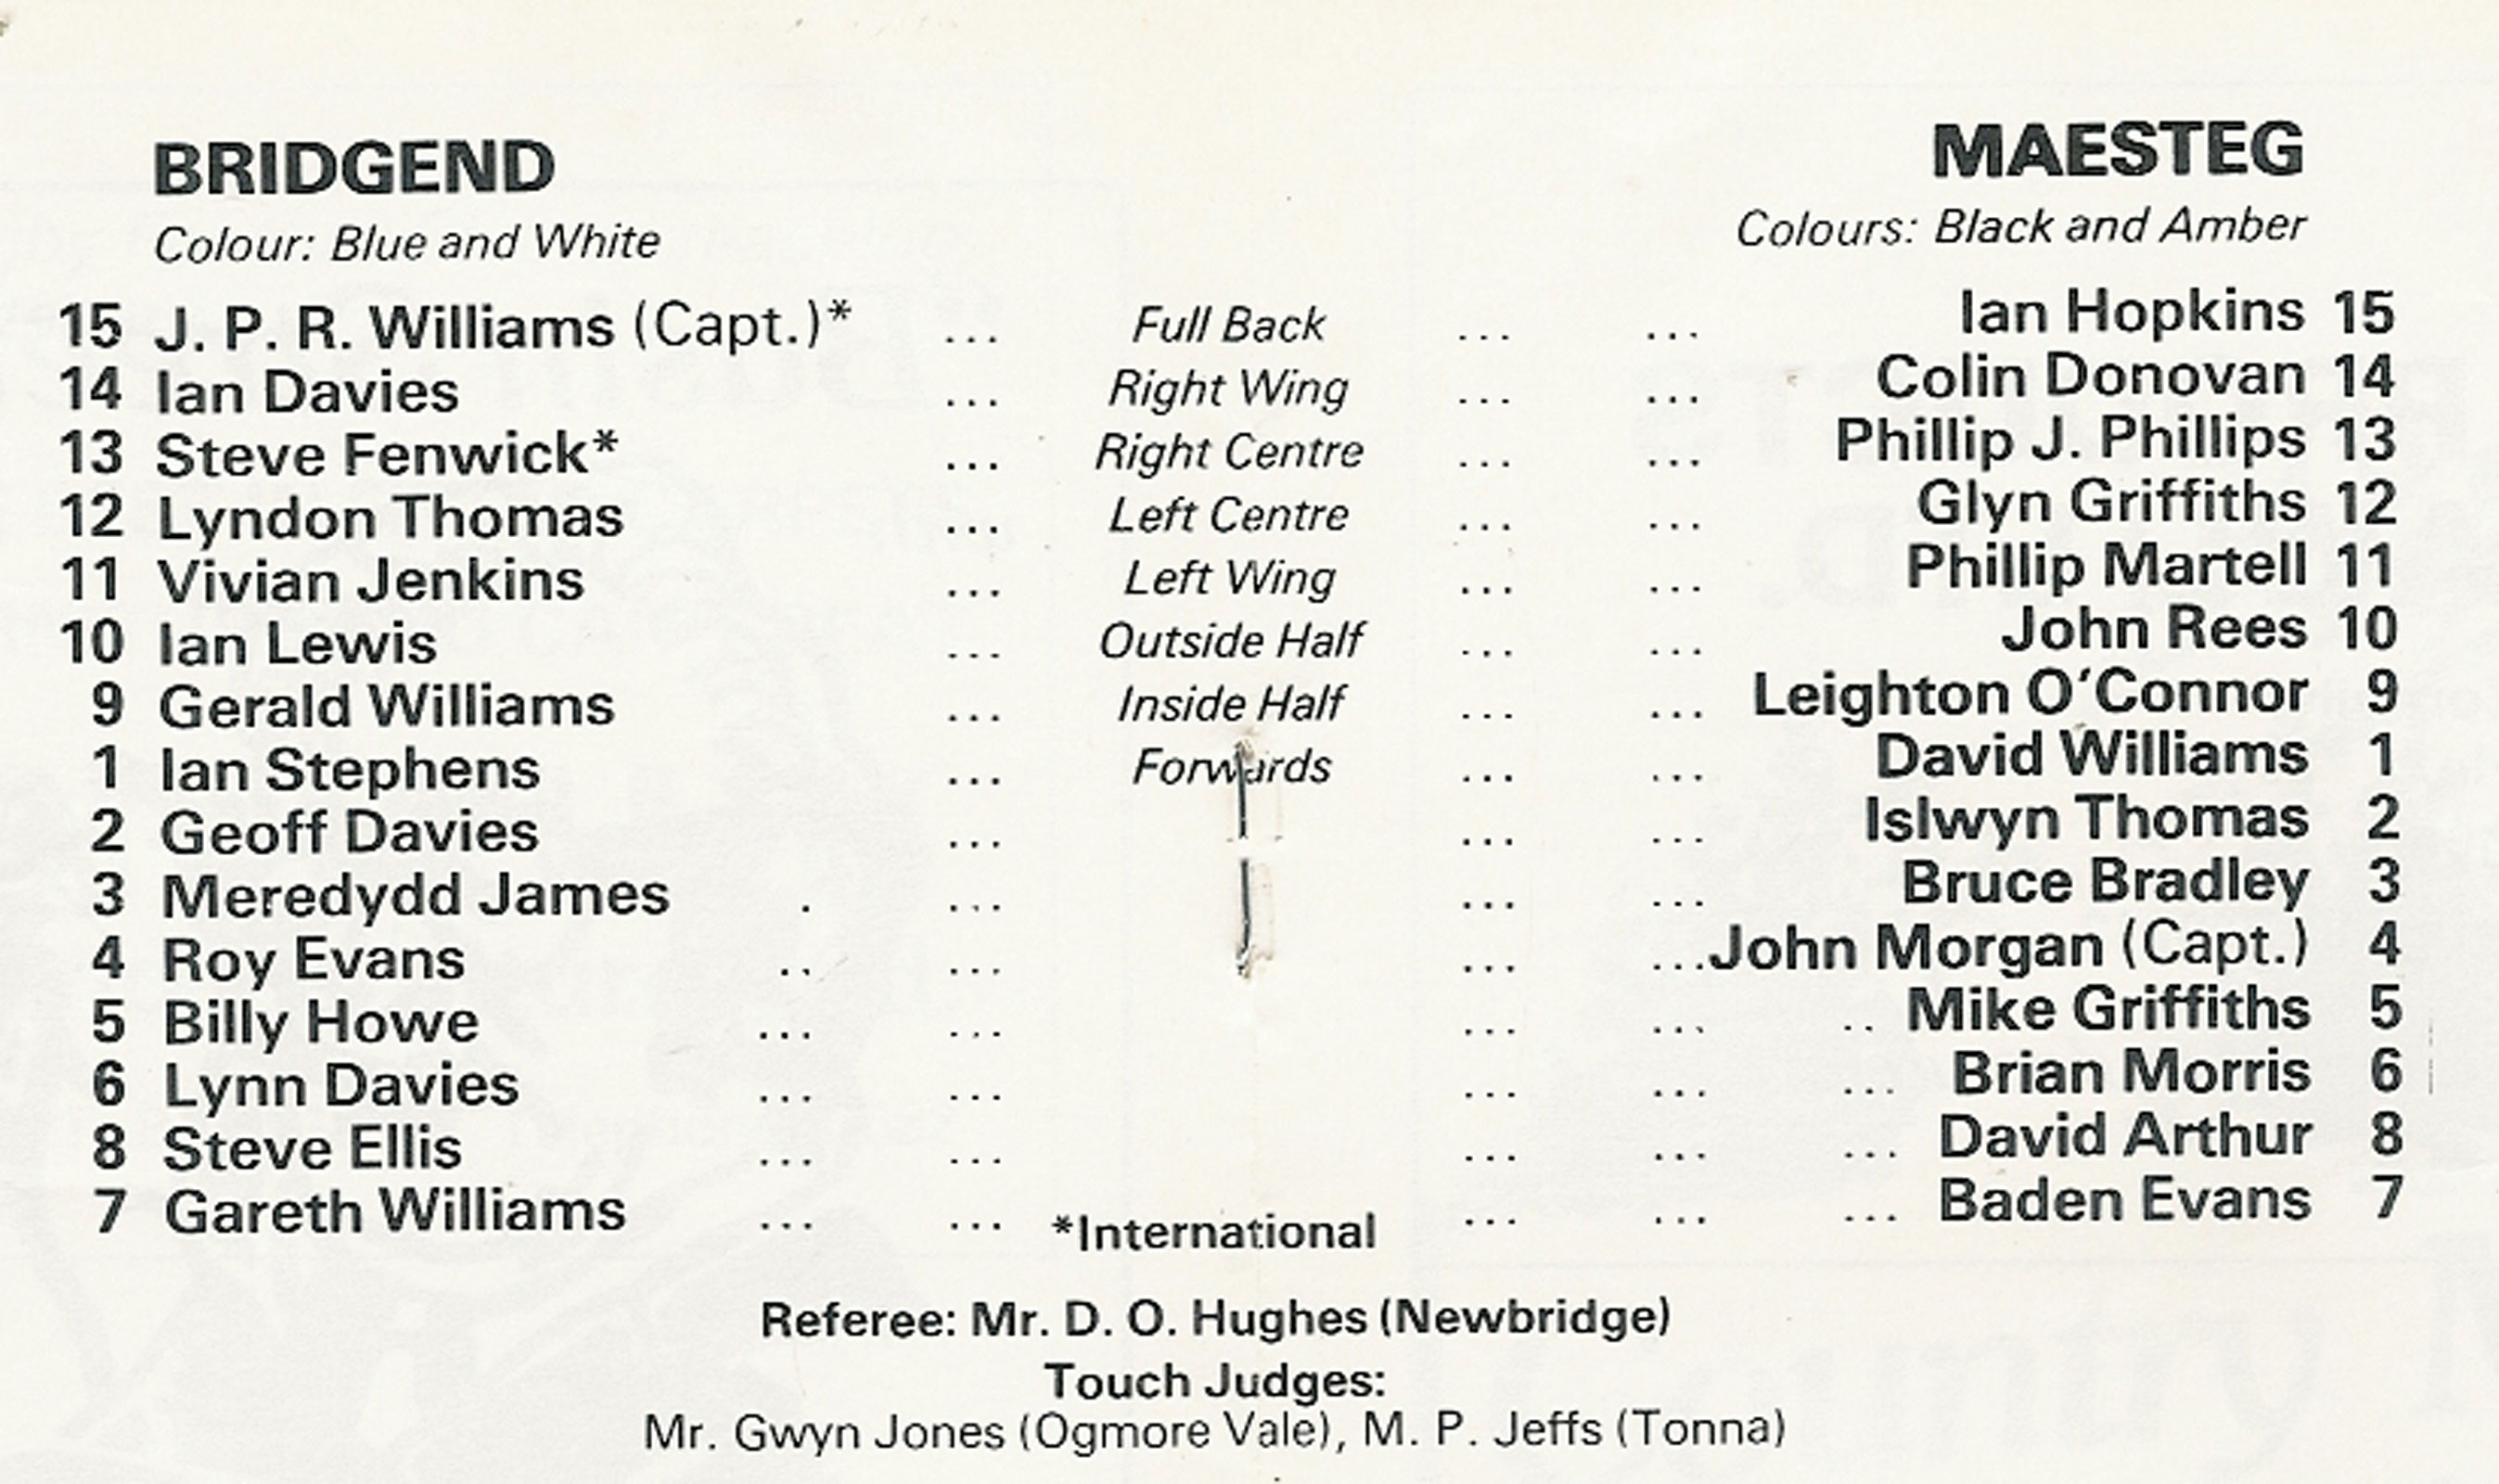 BRIDGEND MAESTEG
Colour: Blue and White Colours: Black and Amber
15 J. P. R. Williams (Capt.)* ... Full Back ... ... Ian Hopkins 15
14 Ian Davies ... Right Wing ... ... Colin Donovan 14
13 Steve Fenwick* ... Right Centre ... ... Phillip J. Phillips 13
12 Lyndon Thomas ... Left Centre ... ... Glyn Griffiths 12
11 Vivian Jenkins ... Left Wing ... ... Phillip Martell 11
10 Ian Lewis ... Outside Half ... ... John Rees 10
9 Gerald Williams ... Inside Half ... ... Leighton O'Connor 9
1 Ian Stephens ... Forwards ... ... David Williams 1
2 Geoff Davies ... ... ... Islwyn Thomas 2
3 Meredydd James . ... ... ... Bruce Bradley 3
4 Roy Evans .. ... ... ...John Morgan (Capt.) 4
5 Billy Howe ... ... ... ... .. Mike Griffiths 5
6 Lynn Davies ... ... ... ... ... Brian Morris 6
8 Steve Ellis ... ... ... ... ... David Arthur 8
7 Gareth Williams ... ... *International ... ... ... Baden Evans 7
Referee: Mr. D. O. Hughes (Newbridge)
Touch Judges:
Mr. Gwyn Jones (Ogmore Vale), M. P. Jeffs (Tonna)